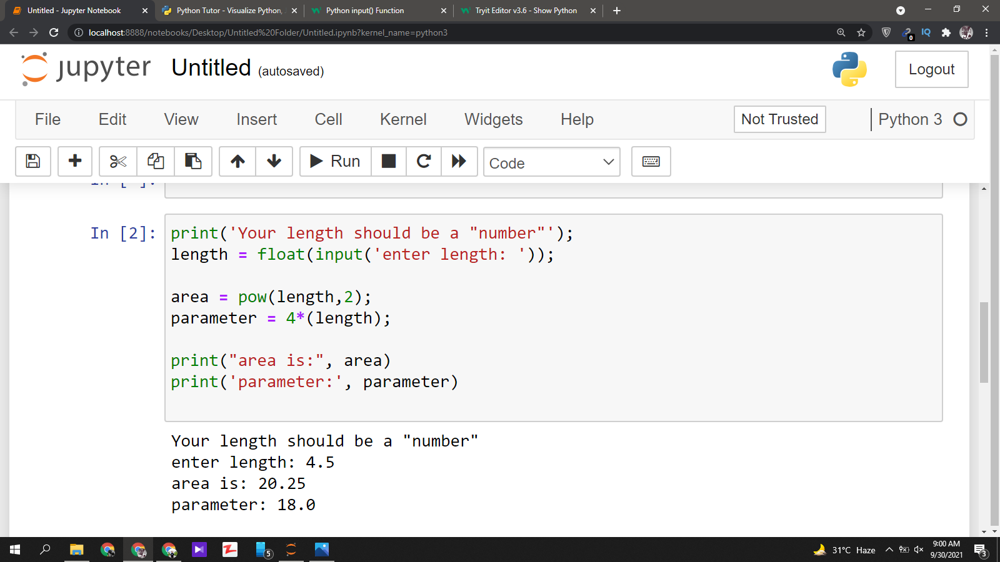 Untitled - Jupyter Notebook
Python Tutor - Visualize Python,
Python input() Function
Tryit Editor v3.6 - Show Python
localhost:8888/notebooks/Desktop/Untitled%20Folder/Untitled.ipynb?kernel_name=python3
0
IQ
jupyter Untitled (autosaved)
Logout
File Edit View Insert Cell Kernel Widgets Help
Not Trusted
Python 3
Run
Code
In [2]:
print('Your length should be a "number"');
length = float(input('enter length: '));
area = pow(length,2);
parameter = 4*(length);
print("area is:", area)
print('parameter:', parameter)
Your length should be a "number"
enter length: 4.5
area is: 20.25
parameter: 18.0
5
31°C Haze
9:00 AM
9/30/2021
3